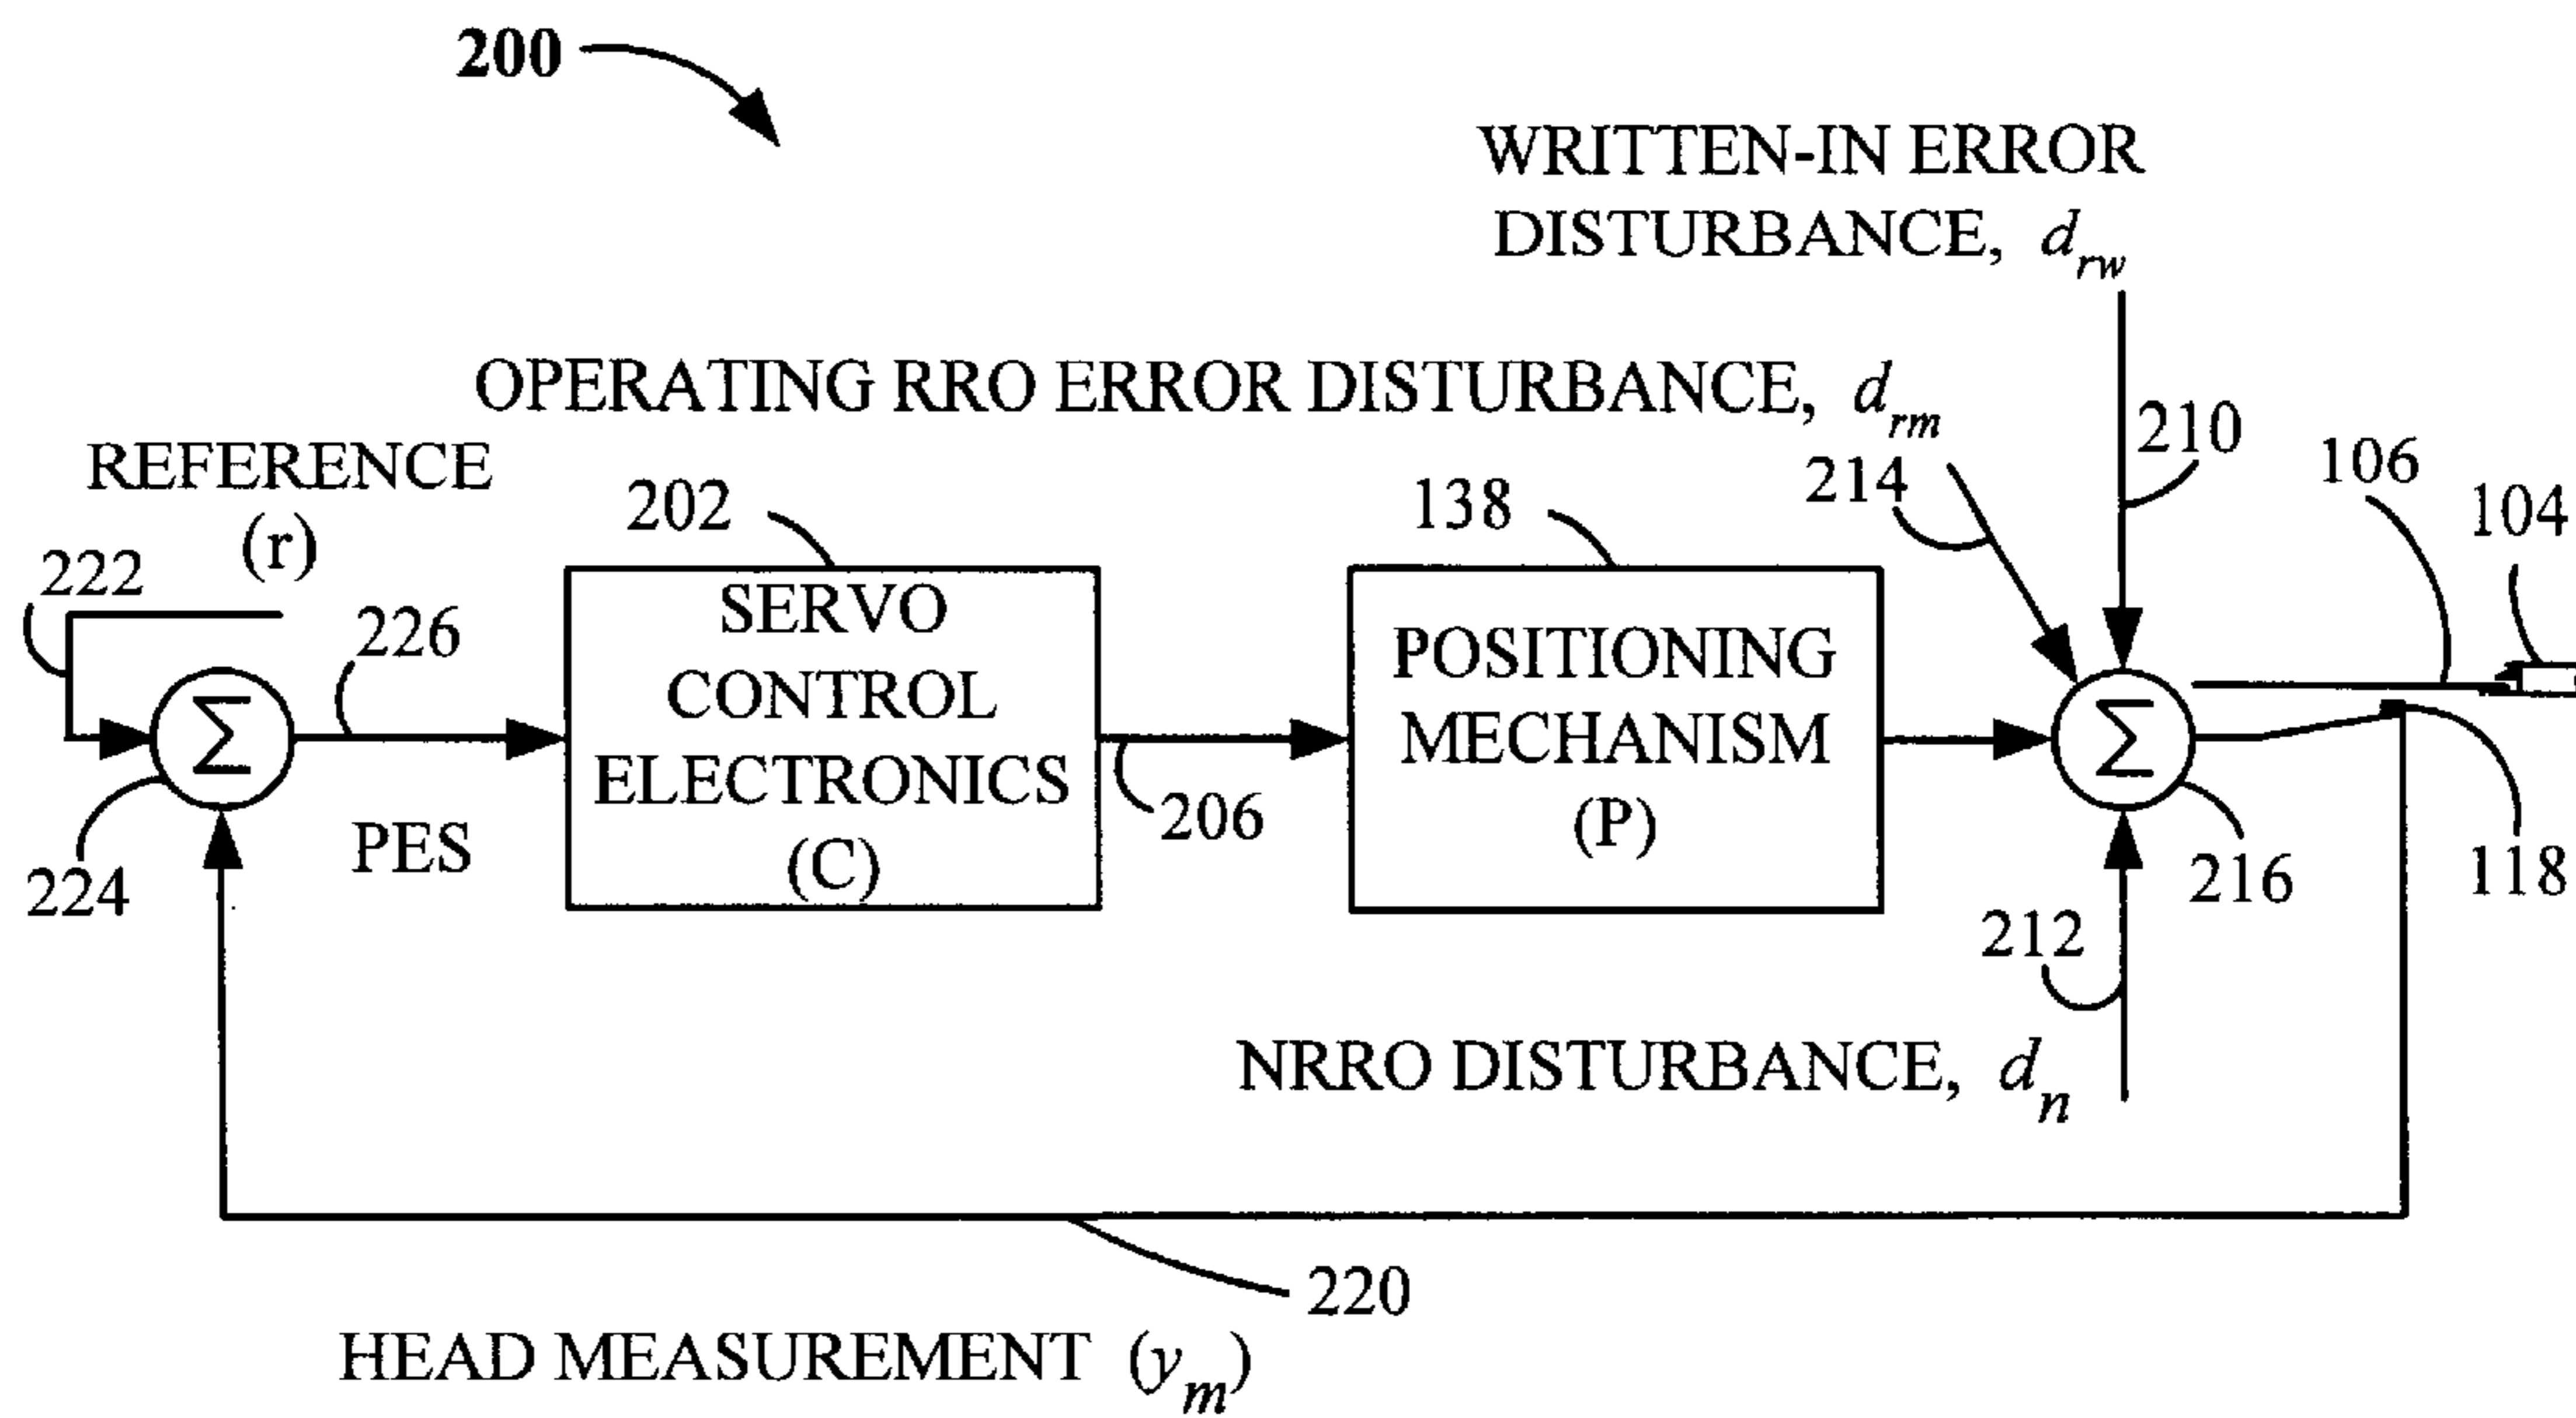 200
WRITTEN-IN ERROR
DISTURBANCE, d_rw
OPERATING RRO ERROR DISTURBANCE, d_rm
210
214
106
104
REFERENCE
(r)
222
202
138
226
SERVO
CONTROL
ELECTRONICS
(C)
POSITIONING
MECHANISM
(P)
Σ
Σ
206
PES
224
216
118
212
NRRO DISTURBANCE, d_n
220
HEAD MEASUREMENT (y_m)